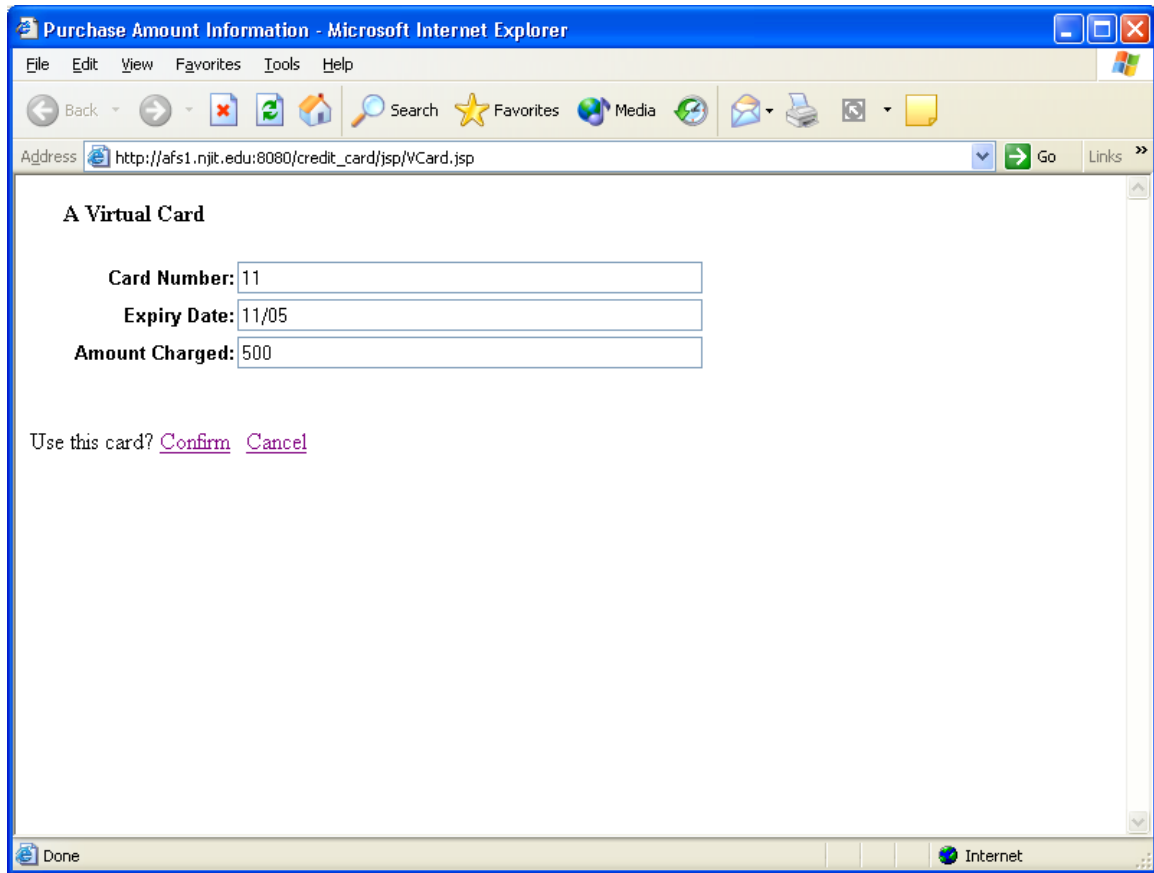 Purchase Amount Information - Microsoft Internet Explorer
File Edit View Favorites Tools Help
Back Search Favorites Media
Address http://afs1.njit.edu:8080/credit_card/jsp/VCard.jsp Go Links »
A Virtual Card
Card Number: 11
Expiry Date: 11/05
Amount Charged: 500
Use this card? Confirm Cancel
Done Internet